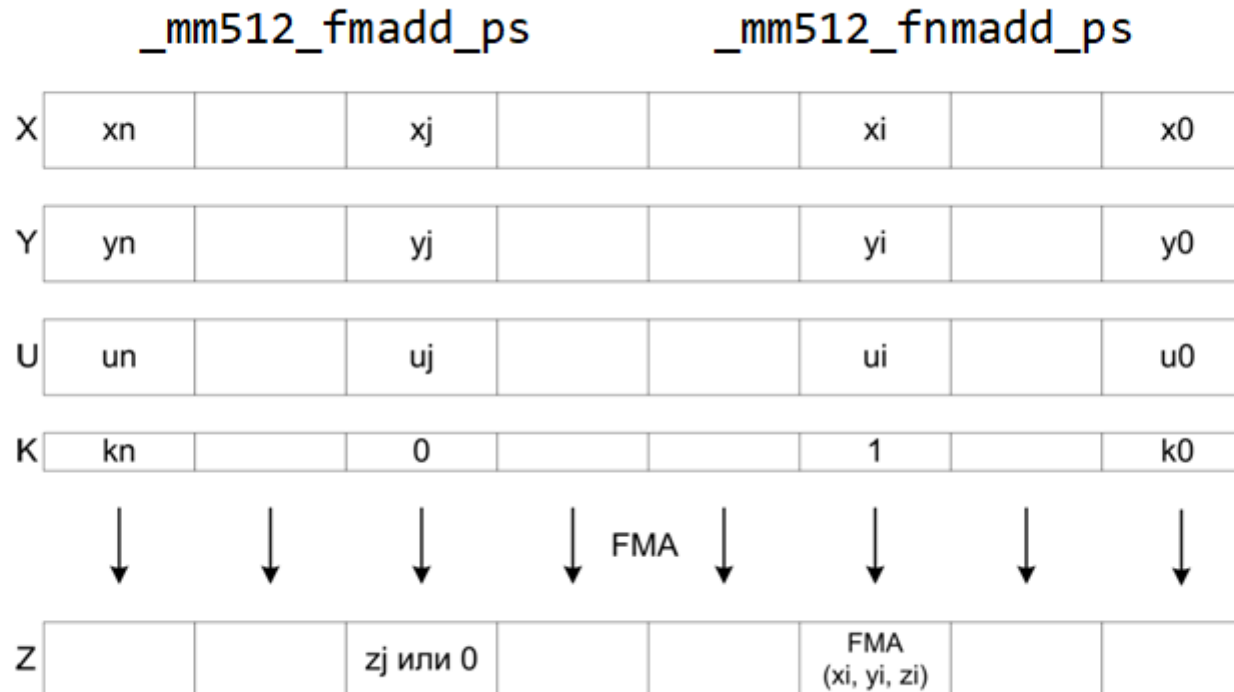 _mm512_fmadd_ps _mm512_fnmadd_ps
X xn xj xi x0
Y yn yj yi y0
U un uj ui u0
K kn 0 1 k0
FMA
Z zj или 0 FMA
(xi, yi, zi)